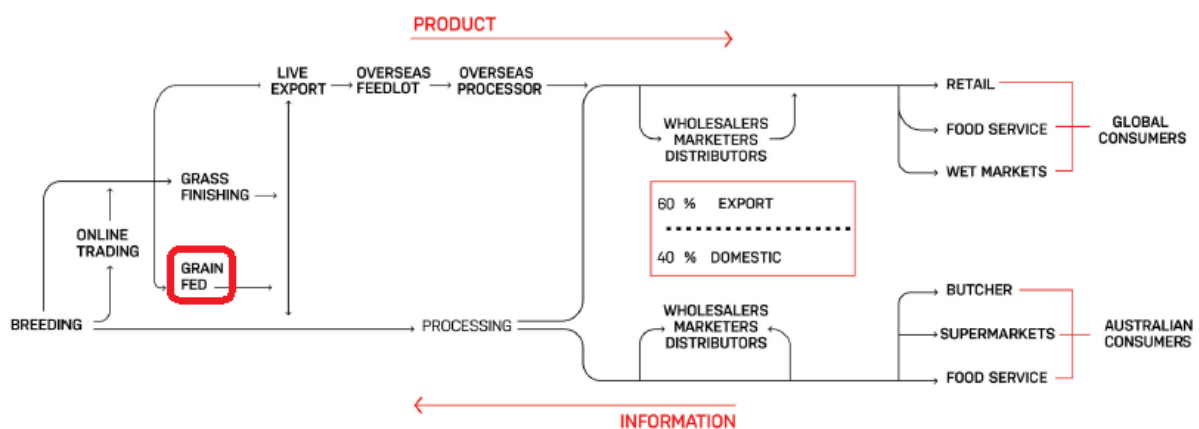 PRODUCT
LIVE
EXPORT
OVERSEAS
FEEDLOT
OVERSEAS
PROCESSOR
RETAIL
WHOLESALERS
MARKETERS
DISTRIBUTORS
FOOD SERVICE
GLOBAL
CONSUMERS
WET MARKETS
GRASS
FINISHING
60 % EXPORT
40 % DOMESTIC
ONLINE
TRADING
GRAIN
FED
BREEDING
PROCESSING
WHOLESALERS
MARKETERS
DISTRIBUTORS
BUTCHER
SUPERMARKETS
AUSTRALIAN
CONSUMERS
FOOD SERVICE
INFORMATION